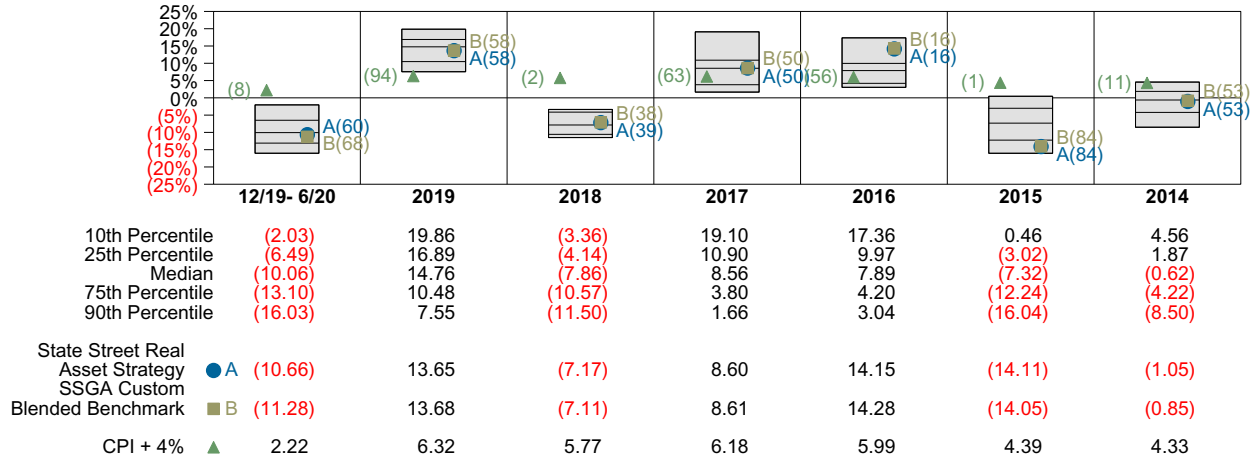 25%
20%
15%
10%
5%
0%
(5%)
(10%)
(15%)
(20%)
(25%)
(8)
A(60)
B(68)
(94)
B(58)
A(58)
(2)
B(38)
A(39)
(63)
B(50)
A(50)
(56)
B(16)
A(16)
(1)
B(84)
A(84)
(11)
B(53)
A(53)
12/19- 6/20 2019 2018 2017 2016 2015 2014
10th Percentile (2.03) 19.86 (3.36) 19.10 17.36 0.46 4.56
25th Percentile (6.49) 16.89 (4.14) 10.90 9.97 (3.02) 1.87
Median (10.06) 14.76 (7.86) 8.56 7.89 (7.32) (0.62)
75th Percentile (13.10) 10.48 (10.57) 3.80 4.20 (12.24) (4.22)
90th Percentile (16.03) 7.55 (11.50) 1.66 3.04 (16.04) (8.50)
State Street Real
Asset Strategy A (10.66) 13.65 (7.17) 8.60 14.15 (14.11) (1.05)
SSGA Custom
Blended Benchmark B (11.28) 13.68 (7.11) 8.61 14.28 (14.05) (0.85)
CPI + 4% 2.22 6.32 5.77 6.18 5.99 4.39 4.33